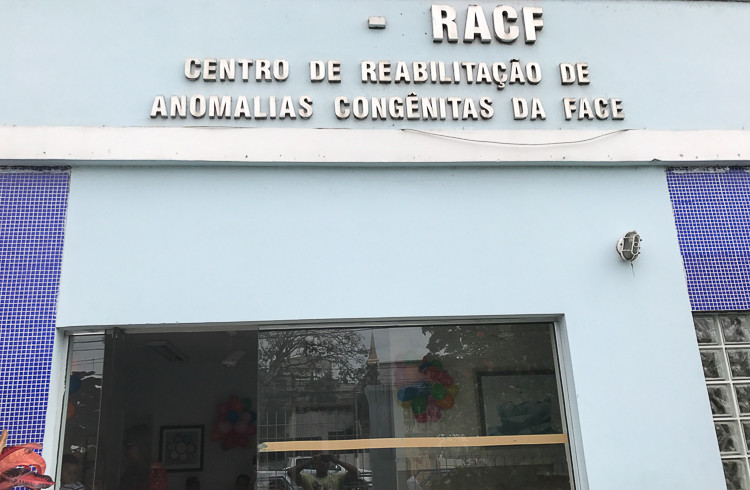 - RACF
CENTRO DE REABILITAÇÃO DE
ANOMALIAS CONGÊNITAS DA FACE